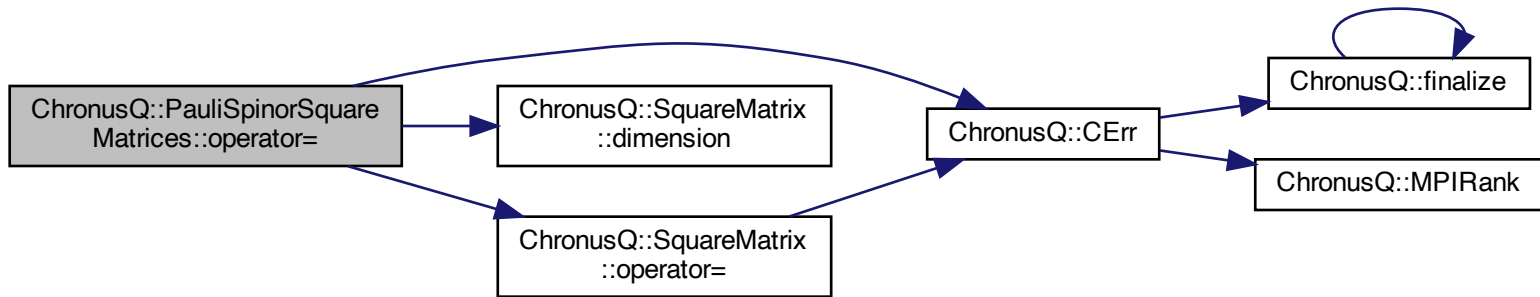 ChronusQ::PauliSpinorSquare
Matrices::operator=
ChronusQ::SquareMatrix
::dimension
ChronusQ::SquareMatrix
::operator=
ChronusQ::CErr
ChronusQ::finalize
ChronusQ::MPIRank